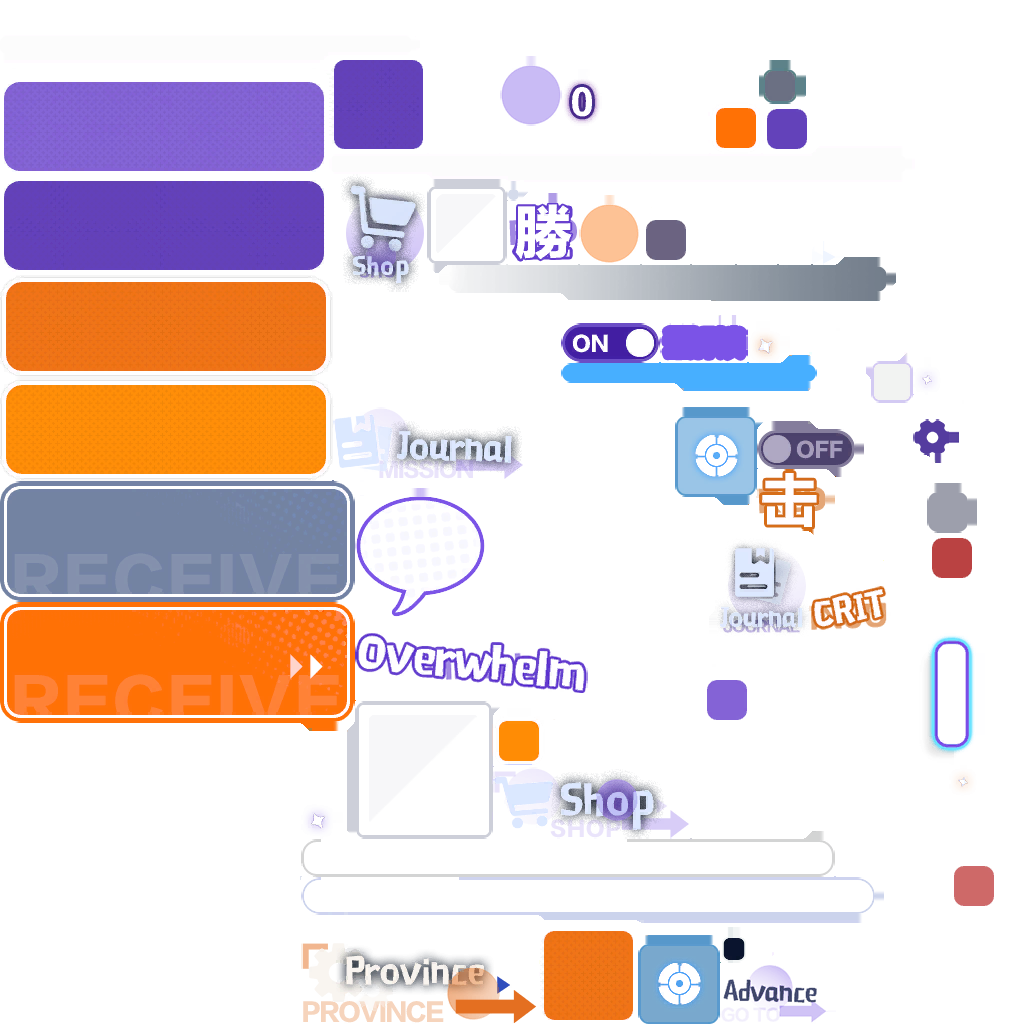 0
Shop
勝
ON
Journal
MISSION
OFF
击
RECEIVE
Journal
JOURNAL
CRIT
Overwhelm
RECEIVE
Shop
SHOP
Province
PROVINCE
Advance
GO TO